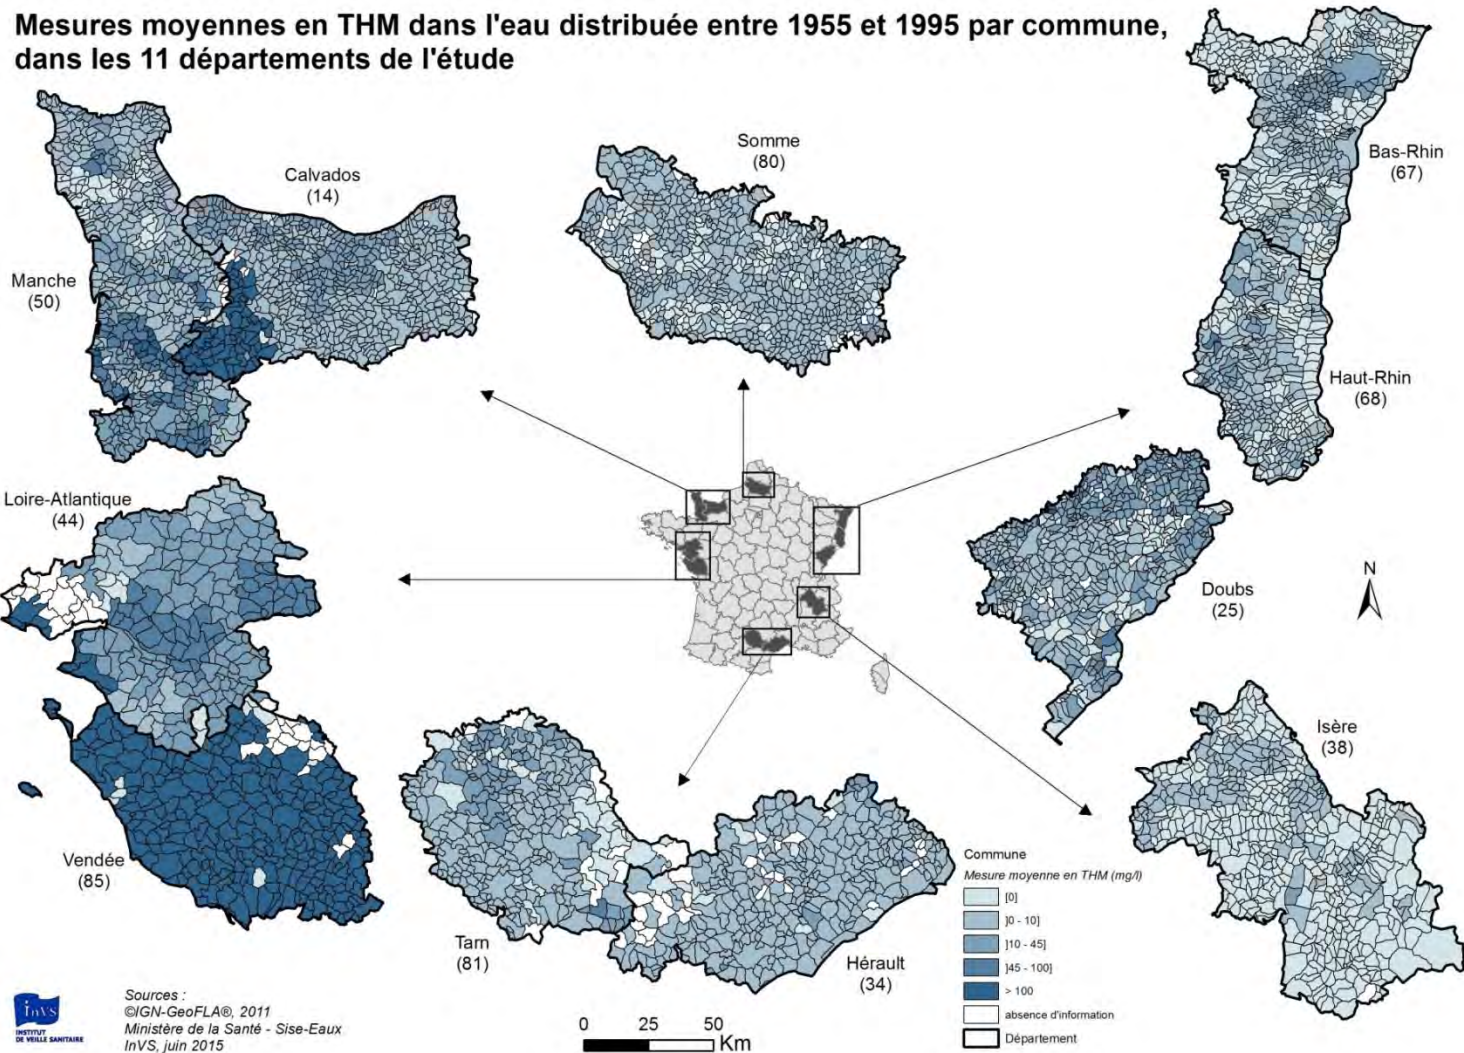 Mesures moyennes en THM dans l'eau distribuée entre 1955 et 1995 par commune,
dans les 11 départements de l'étude
Somme
(80)
Bas-Rhin
(67)
Calvados
(14)
Manche
(50)
Haut-Rhin
(68)
Loire-Atlantique
(44)
N
Doubs
(25)
Isère
(38)
Vendée
(85)
Tarn
(81)
Hérault
(34)
Commune
Mesure moyenne en THM (mg/l)
[0]
]0 - 10]
]10 - 45]
]45 - 100]
> 100
absence d'information
Département
InVS
INSTITUT
DE VEILLE SANITAIRE
Sources :
©IGN-GeoFLA®, 2011
Ministère de la Santé - Sise-Eaux
InVS, juin 2015
0 25 50
Km